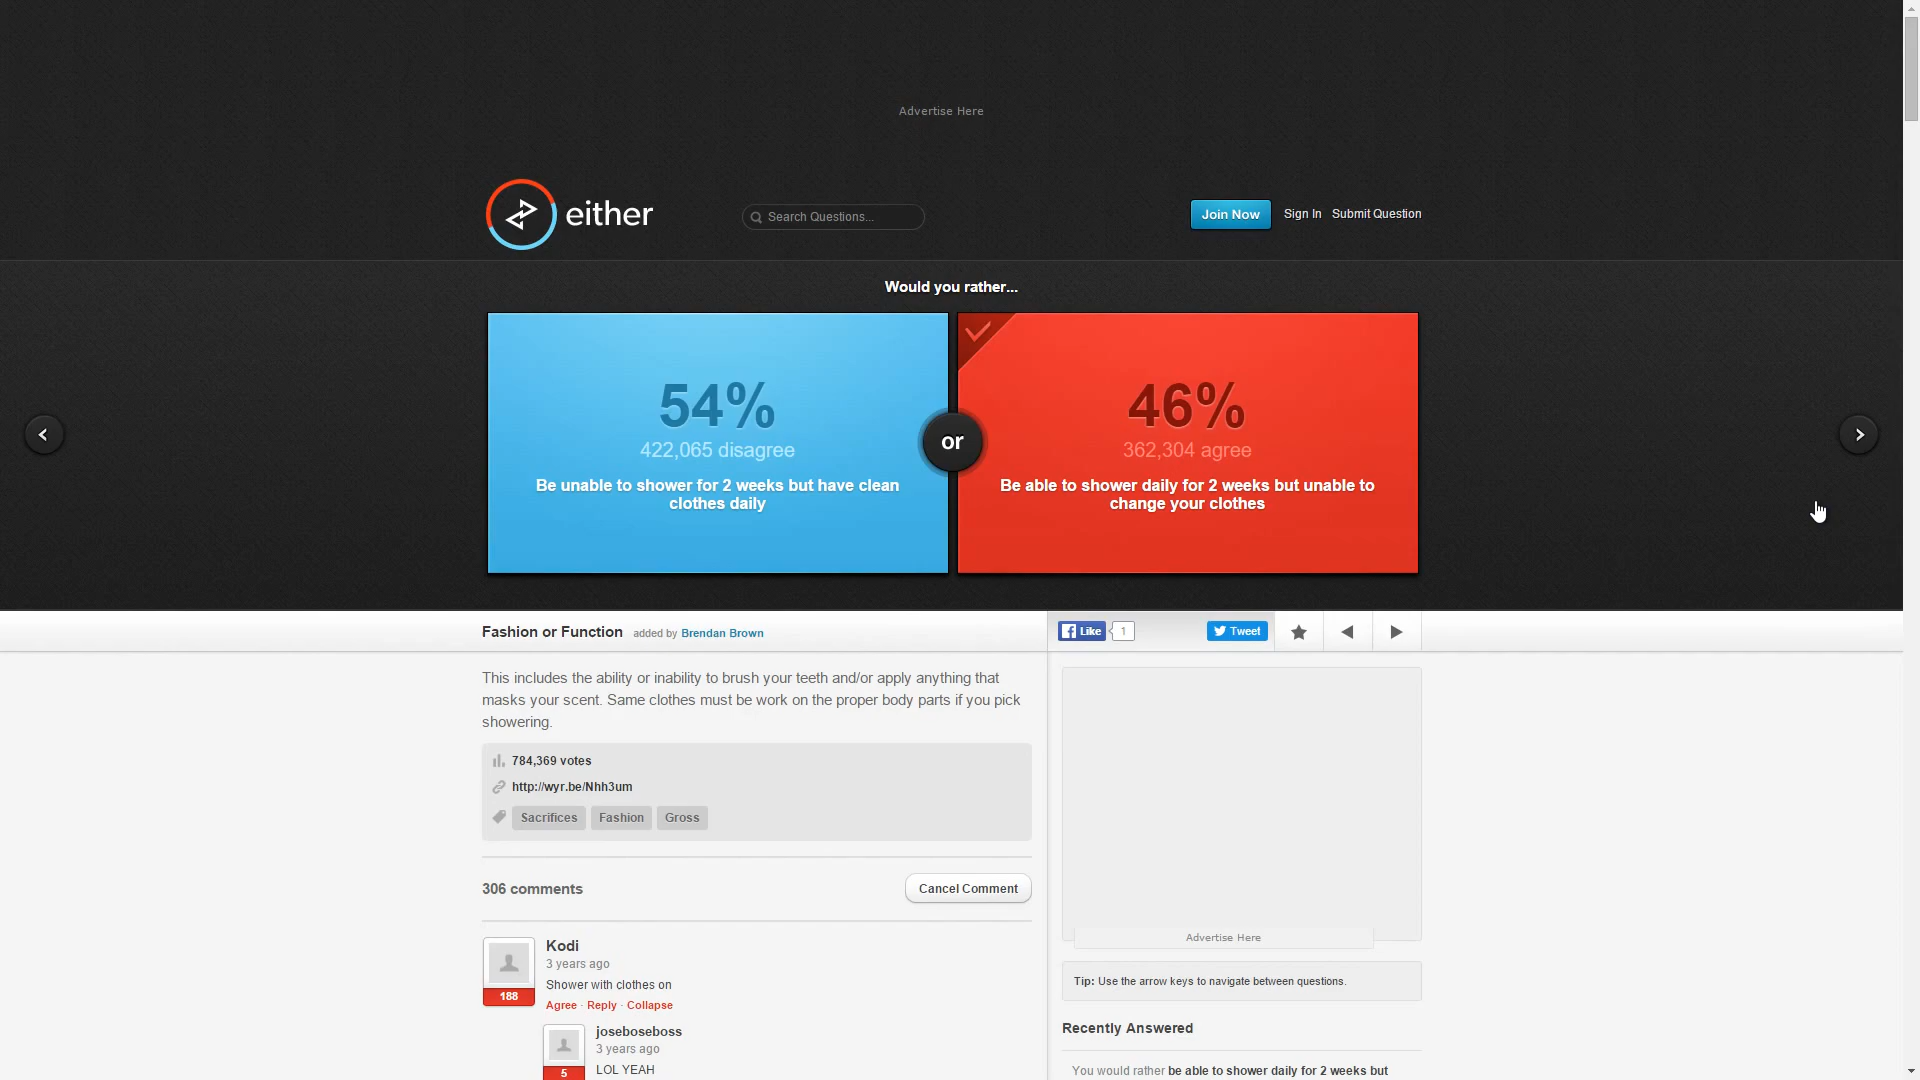 Advertise Here
either
Search Questions...
Join Now
Sign In
Submit Question
Would you rather...
54%
422,065 disagree
Be unable to shower for 2 weeks but have clean
clothes daily
or
46%
362,304 agree
Be able to shower daily for 2 weeks but unable to
change your clothes
Fashion or Function added by Brendan Brown
Like 1
Tweet
This includes the ability or inability to brush your teeth and/or apply anything that
masks your scent. Same clothes must be work on the proper body parts if you pick
showering.
784,369 votes
http://wyr.be/Nhh3um
Sacrifices Fashion Gross
306 comments
Cancel Comment
Kodi
3 years ago
Shower with clothes on
188
Agree · Reply · Collapse
joseboseboss
3 years ago
LOL YEAH
5
Advertise Here
Tip: Use the arrow keys to navigate between questions.
Recently Answered
You would rather be able to shower daily for 2 weeks but